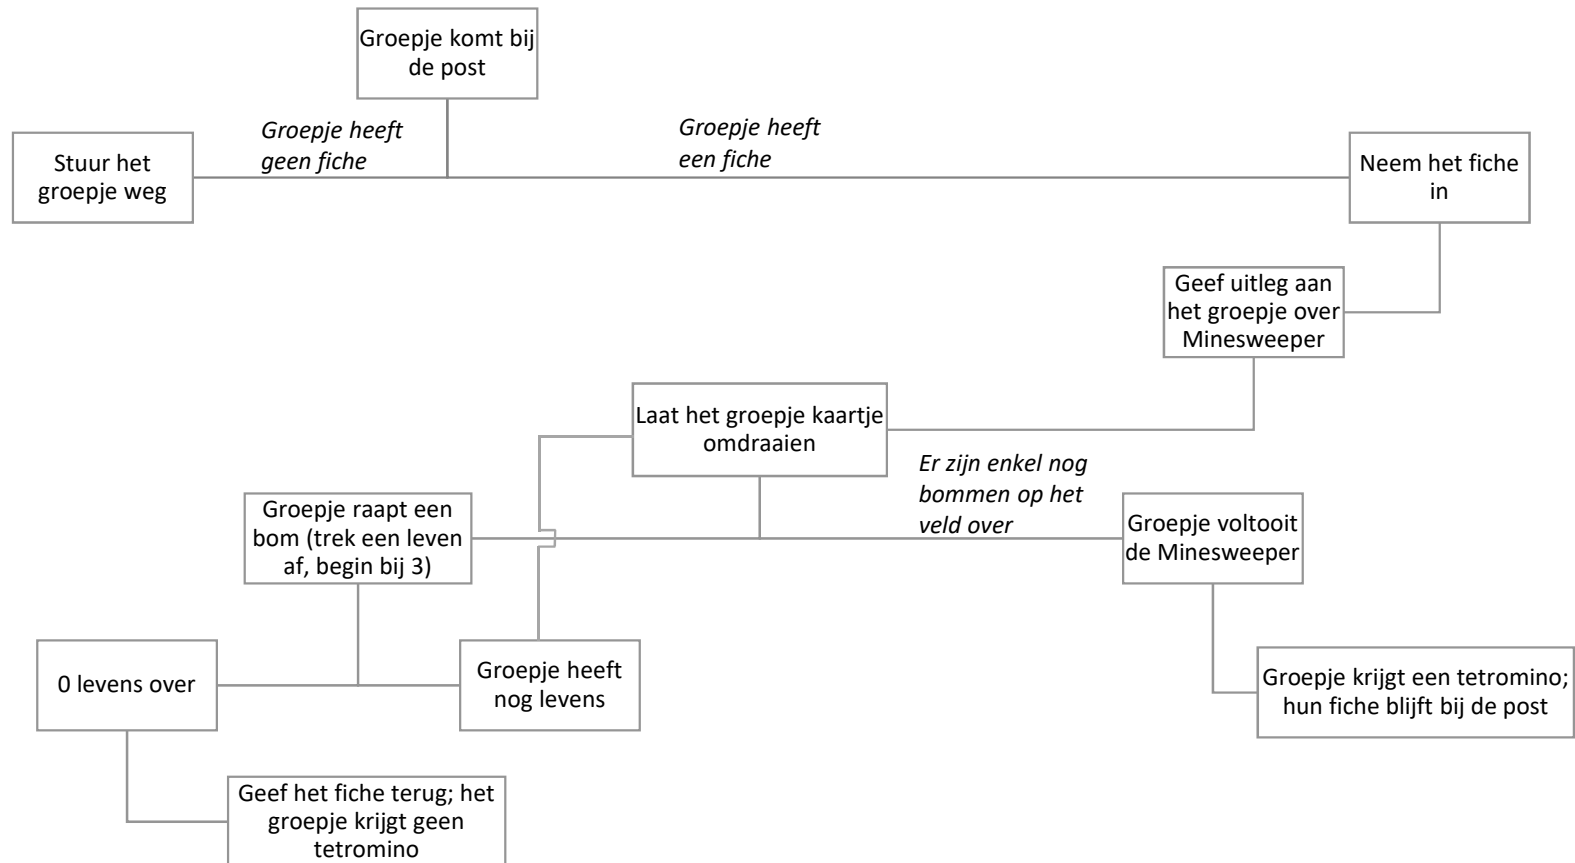 Groepje komt bij
de post
Groepje heeft
geen fiche
Groepje heeft
een fiche
Stuur het
groepje weg
Neem het fiche
in
Geef uitleg aan
het groepje over
Minesweeper
Laat het groepje kaartje
omdraaien
Er zijn enkel nog
bommen op het
veld over
Groepje raapt een
bom (trek een leven
af, begin bij 3)
Groepje voltooit
de Minesweeper
0 levens over
Groepje heeft
nog levens
Groepje krijgt een tetromino;
hun fiche blijft bij de post
Geef het fiche terug; het
groepje krijgt geen
tetromino